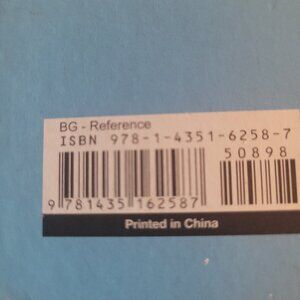 BG - Reference
ISBN 978-1-4351-6258-7
50898
9 781435 162587
Printed in China